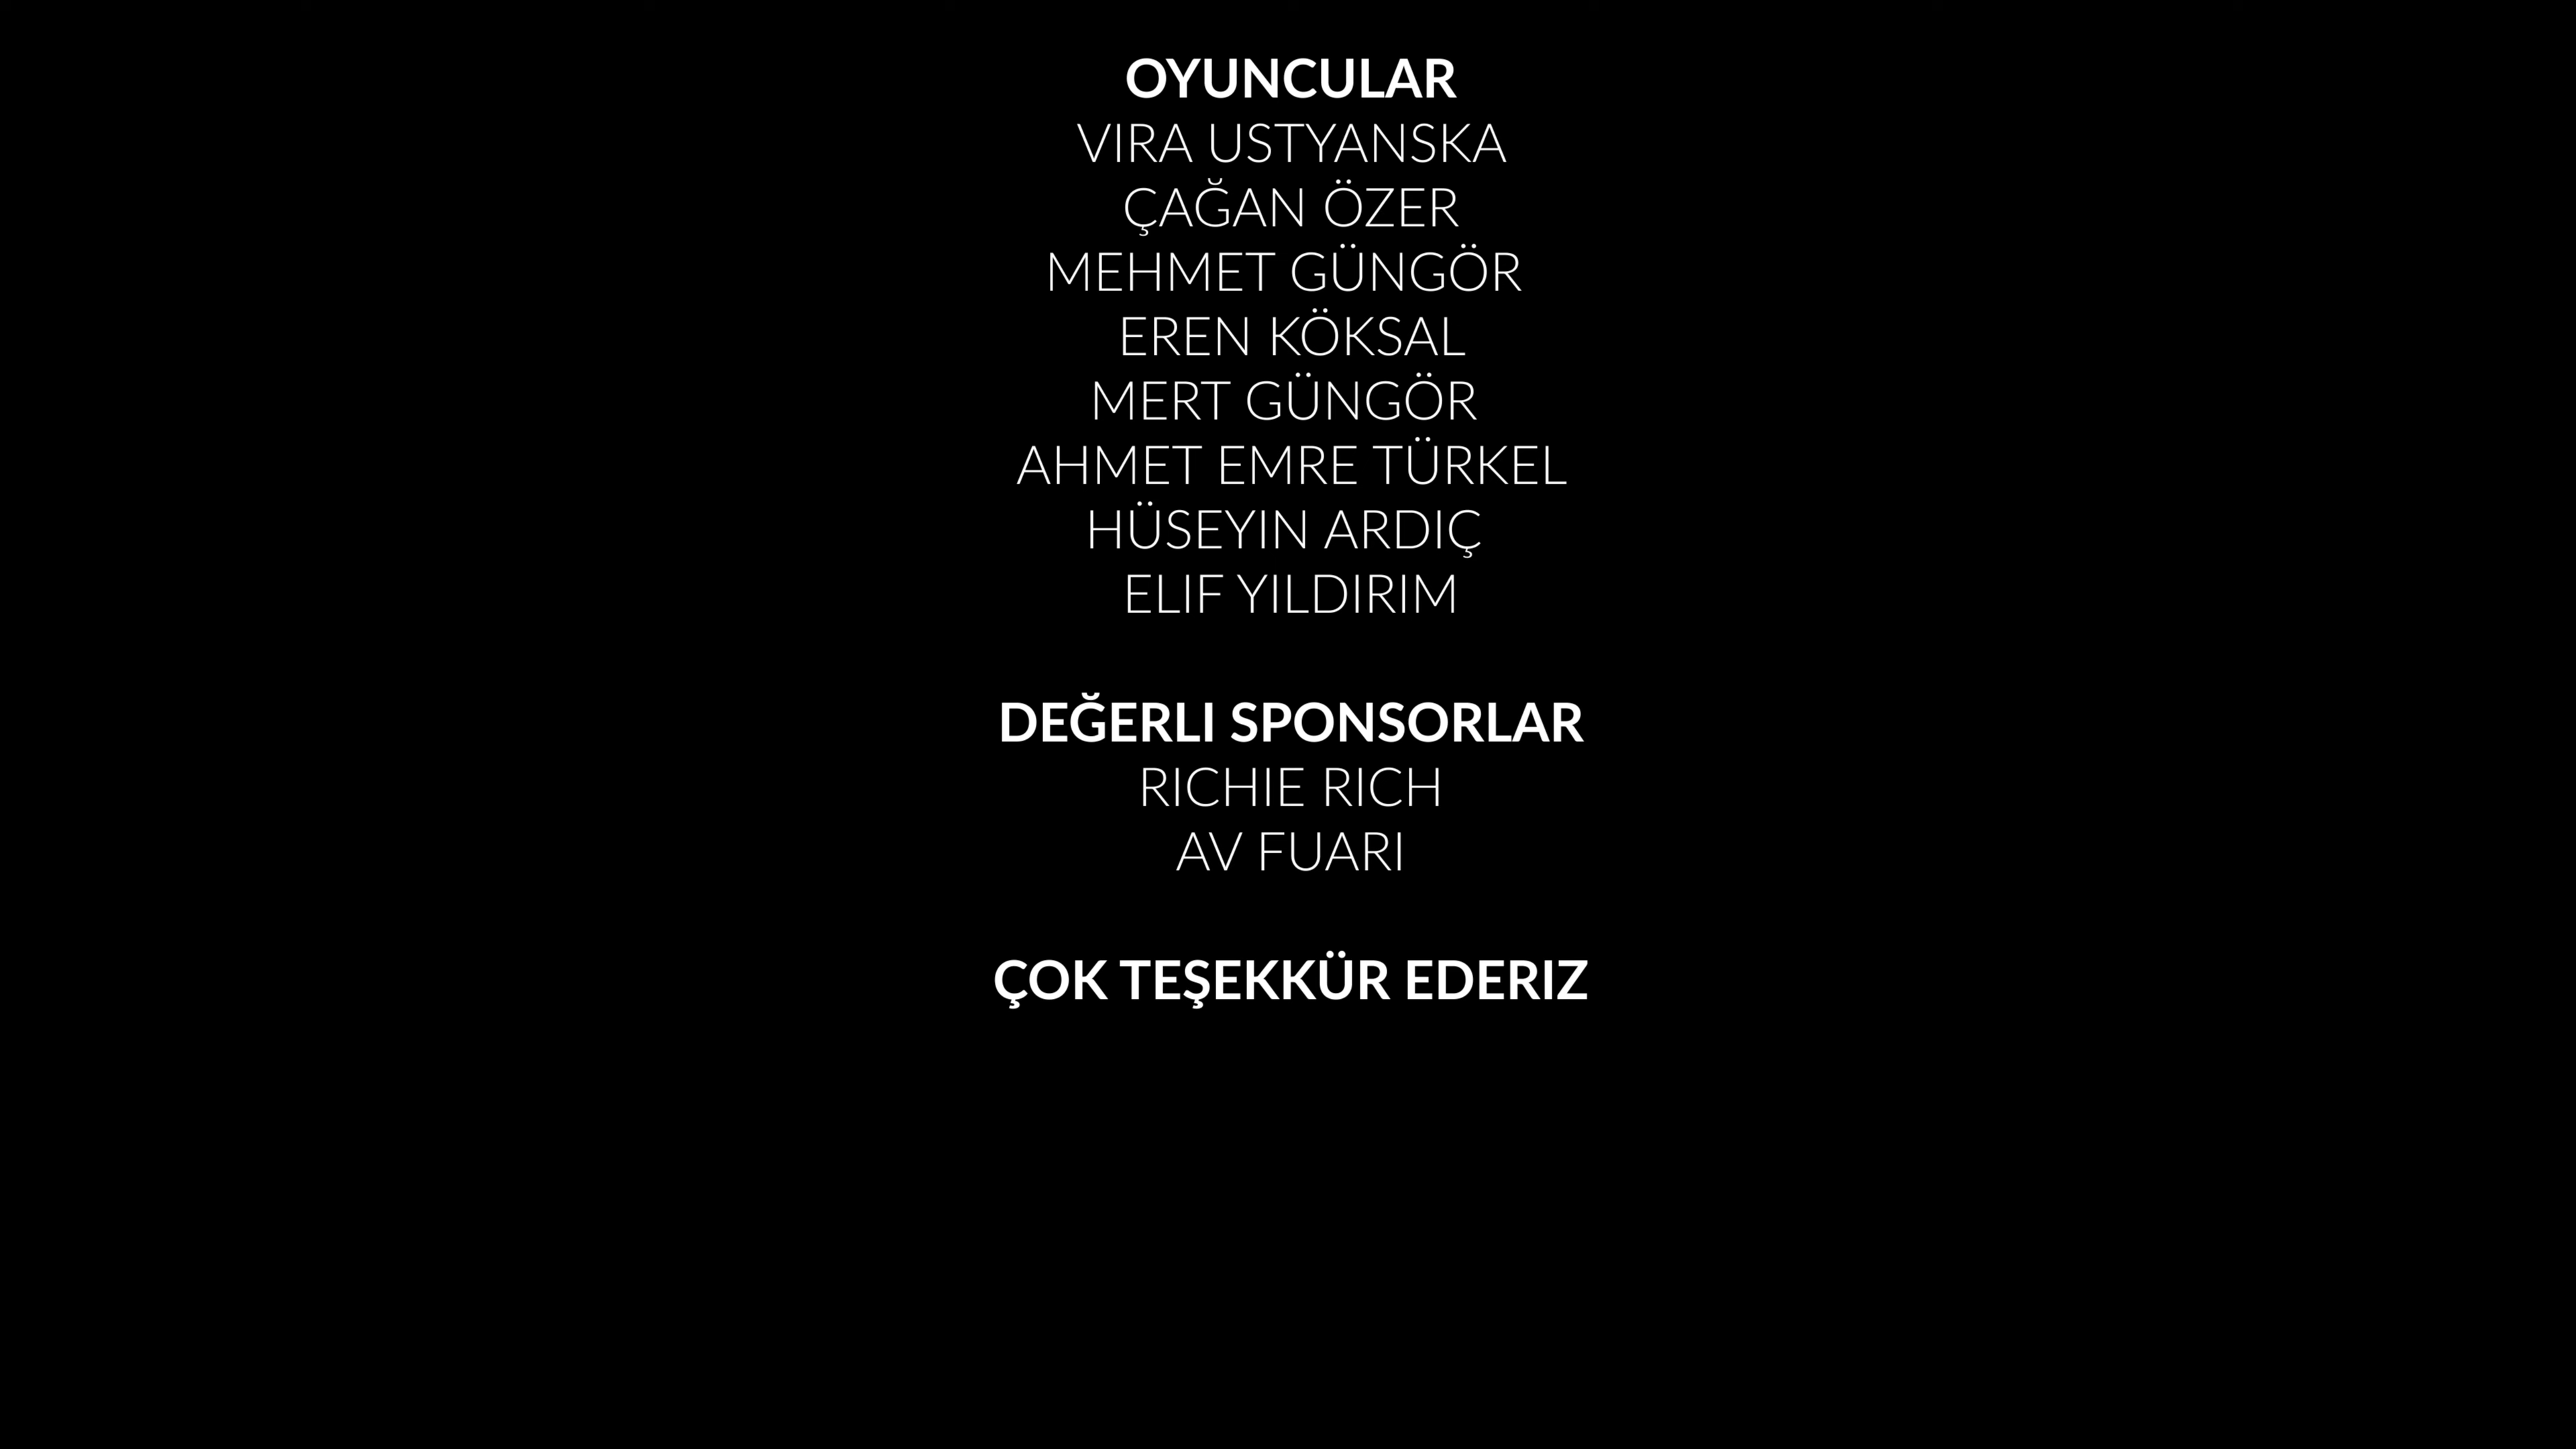 OYUNCULAR
VIRA USTYANSKA
ÇAĞAN ÖZER
MEHMET GÜNGÖR
EREN KÖKSAL
MERT GÜNGÖR
AHMET EMRE TÜRKEL
HÜSEYIN ARDIÇ
ELIF YILDIRIM
DEĞERLI SPONSORLAR
RICHIE RICH
AV FUARI
ÇOK TEŞEKKÜR EDERIZ